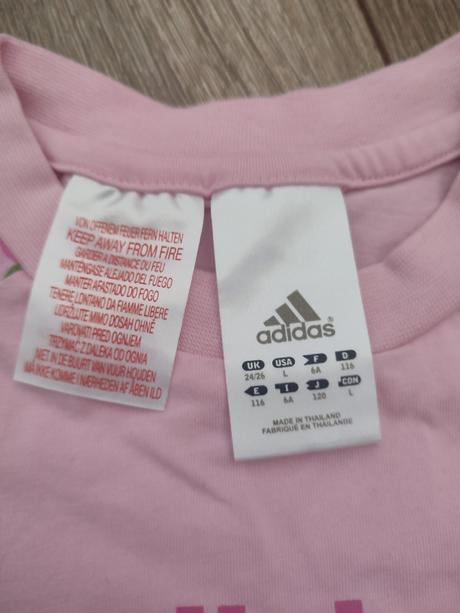 VON OFFENEM FEUER FERN HALTEN
KEEP AWAY FROM FIRE
GARDER A DISTANCE DU FEU
MANTENGASE ALEJADO DEL FUEGO
MANTER AFASTADO DO FOGO
TENERE LONTANO DA FIAMME LIBERE
UDRŽUJTE MIMO DOSAH OHNĚ
VAROVATI PRED OGNJEM
TRZYMAĆ Z DALEKA OD OGNIA
NIET IN DE BUURT VAN VUUR HOUDEN
MA IKKE KOMME I NÆRHEDEN AF ÅBEN ILD
adidas®
UK USA F D
24/26 L 6A 116
E I J CON
116 6A 120 L
MADE IN THAILAND
FABRIQUÉ EN THAILANDE